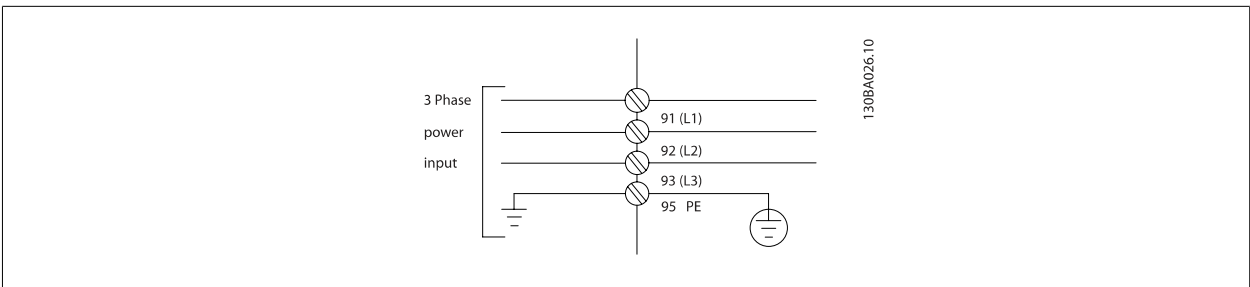 3 Phase
power
input
91 (L1)
92 (L2)
93 (L3)
95 PE
130BA026.10